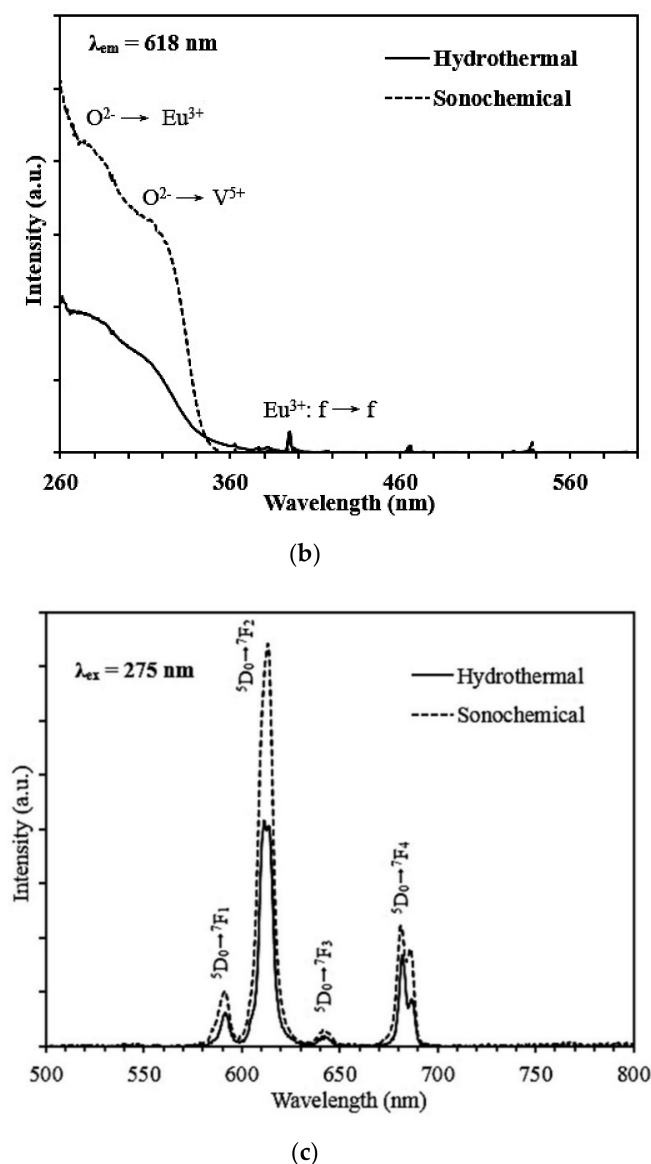 (b)
λem = 618 nm
Hydrothermal
Sonochemical
O²⁻ → Eu³⁺
O²⁻ → V⁵⁺
Intensity (a.u.)
Eu³⁺: f → f
260 360 460 560
Wavelength (nm)
(b)
⁵D₀→⁷F₂
λex = 275 nm
Hydrothermal
Sonochemical
Intensity (a.u.)
⁵D₀→⁷F₁
⁵D₀→⁷F₃
⁵D₀→⁷F₄
500 550 600 650 700 750 800
Wavelength (nm)
(c)